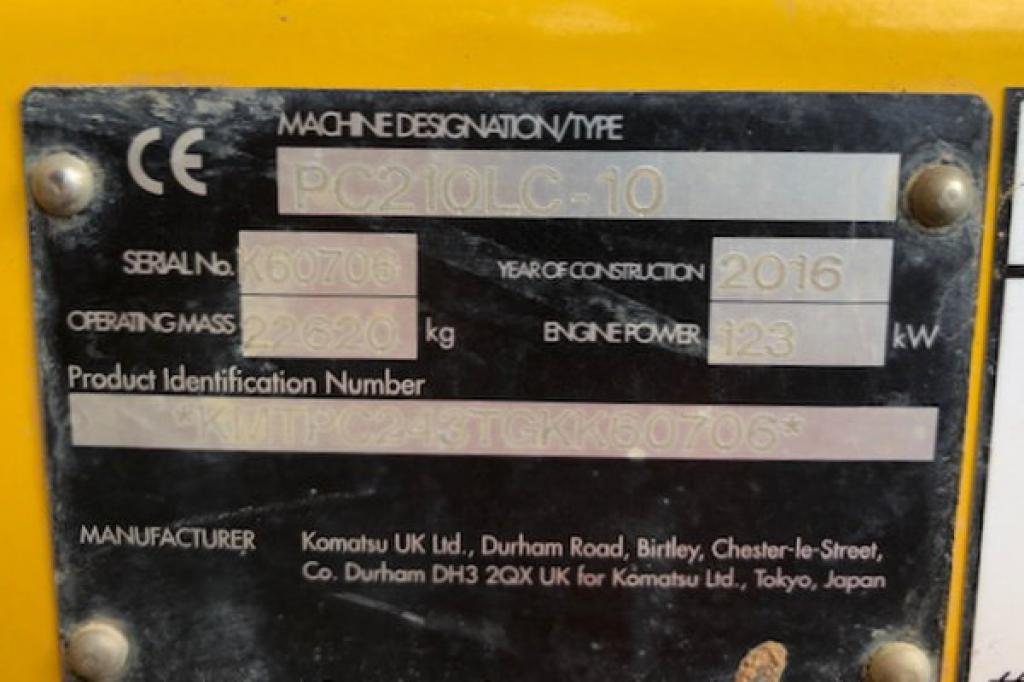 CE MACHINE DESIGNATION/TYPE
PC210LC-10
SERIAL No. K60706 YEAR OF CONSTRUCTION 2016
OPERATING MASS 22620 kg ENGINE POWER 123 kW
Product Identification Number
*KMTPC243TGKK60706*
MANUFACTURER Komatsu UK Ltd., Durham Road, Birtley, Chester-le-Street,
Co. Durham DH3 2QX UK for Komatsu Ltd., Tokyo, Japan